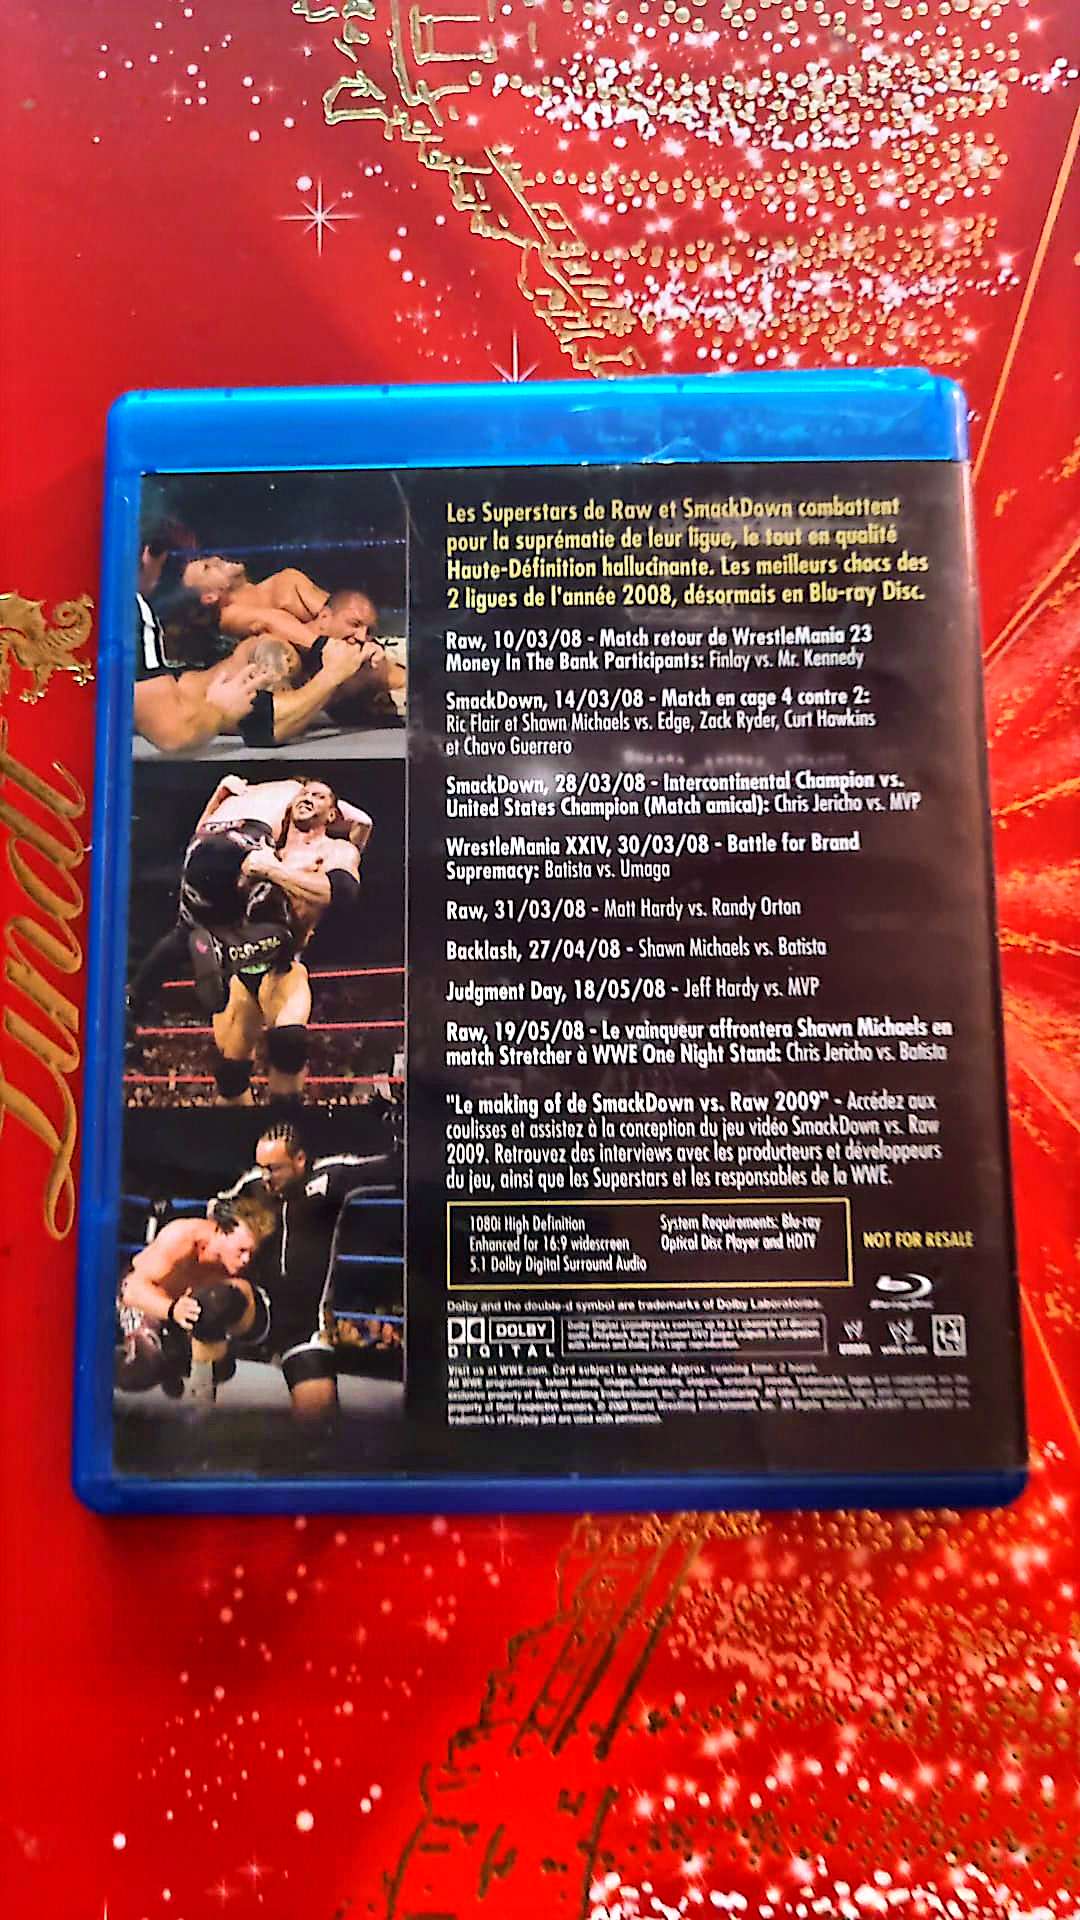 Lindt
Les Superstars de Raw et SmackDown combattent
pour la suprématie de leur ligue, le tout en qualité
Haute-Définition hallucinante. Les meilleurs chocs des
2 ligues de l'année 2008, désormais en Blu-ray Disc.
Raw, 10/03/08 - Match retour de WrestleMania 23
Money In The Bank Participants: Finlay vs. Mr. Kennedy
SmackDown, 14/03/08 - Match en cage 4 contre 2:
Ric Flair et Shawn Michaels vs. Edge, Zack Ryder, Curt Hawkins
et Chavo Guerrero
SmackDown, 28/03/08 - Intercontinental Champion vs.
United States Champion (Match amical): Chris Jericho vs. MVP
WrestleMania XXIV, 30/03/08 - Battle for Brand
Supremacy: Batista vs. Umaga
Raw, 31/03/08 - Matt Hardy vs. Randy Orton
Backlash, 27/04/08 - Shawn Michaels vs. Batista
Judgment Day, 18/05/08 - Jeff Hardy vs. MVP
Raw, 19/05/08 - Le vainqueur affrontera Shawn Michaels en
match Stretcher à WWE One Night Stand: Chris Jericho vs. Batista
"Le making of de SmackDown vs. Raw 2009" - Accédez aux
coulisses et assistez à la conception du jeu vidéo SmackDown vs. Raw
2009. Retrouvez des interviews avec les producteurs et développeurs
du jeu, ainsi que les Superstars et les responsables de la WWE.
1080i High Definition
Enhanced for 16:9 widescreen
5.1 Dolby Digital Surround Audio
System Requirements: Blu-ray
Optical Disc Player and HDTV
NOT FOR RESALE
Dolby and the double-d symbol are trademarks of Dolby Laboratories.
DOLBY
DIGITAL
Visit us at WWE.com. Card subject to change. Approx. running time: 2 hours.